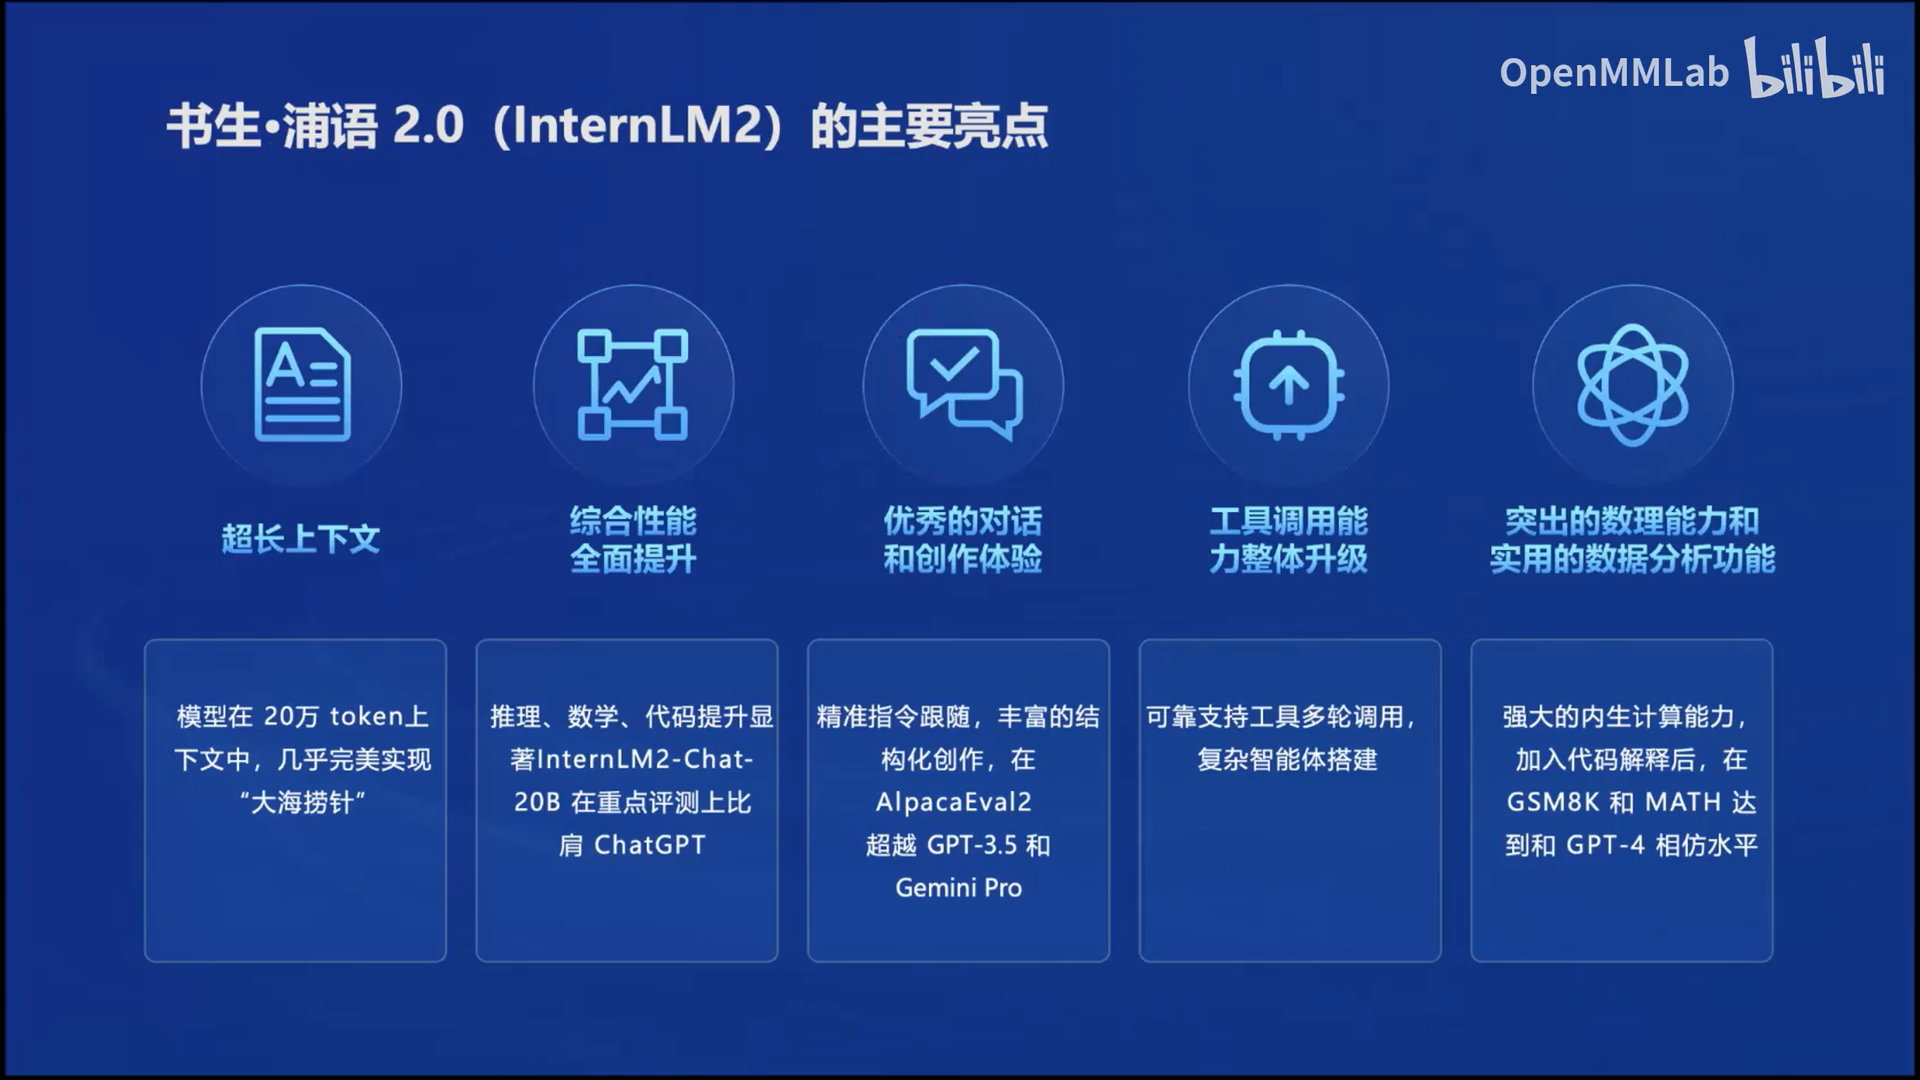 OpenMMLab bilibili
书生·浦语 2.0（InternLM2）的主要亮点
超长上下文
综合性能
全面提升
优秀的对话
和创作体验
工具调用能
力整体升级
突出的数理能力和
实用的数据分析功能
模型在 20万 token上
下文中，几乎完美实现
“大海捞针”
推理、数学、代码提升显
著InternLM2-Chat-
20B 在重点评测上比
肩 ChatGPT
精准指令跟随，丰富的结
构化创作，在
AlpacaEval2
超越 GPT-3.5 和
Gemini Pro
可靠支持工具多轮调用，
复杂智能体搭建
强大的内生计算能力，
加入代码解释后，在
GSM8K 和 MATH 达
到和 GPT-4 相仿水平